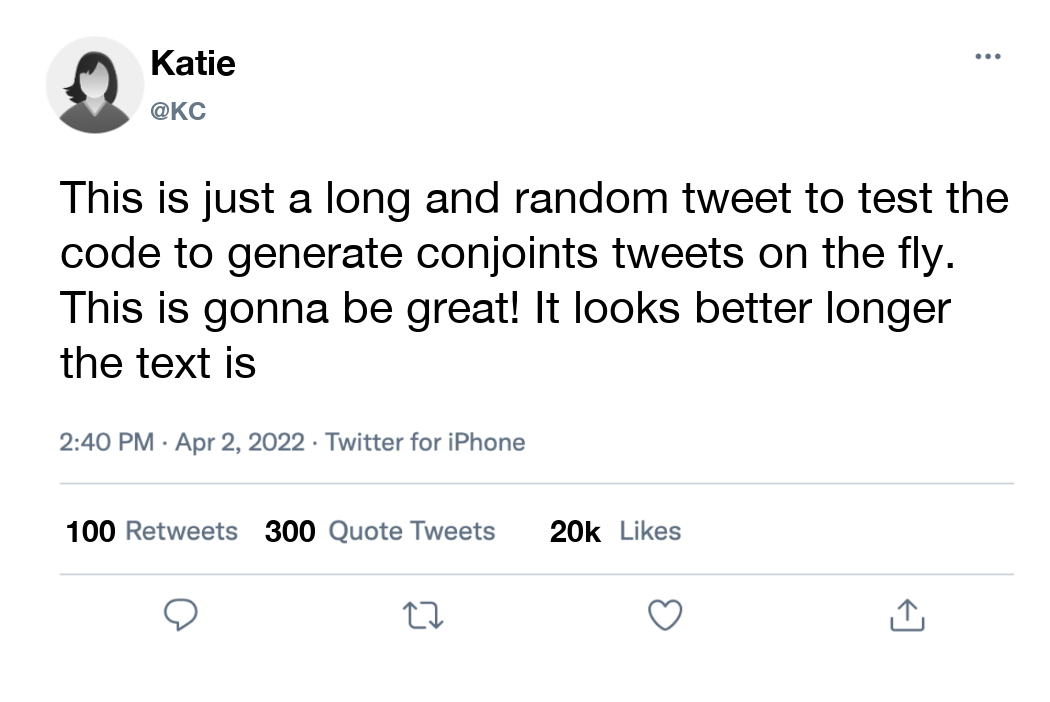 Katie
@KC
This is just a long and random tweet to test the
code to generate conjoints tweets on the fly.
This is gonna be great! It looks better longer
the text is
2:40 PM · Apr 2, 2022 · Twitter for iPhone
100 Retweets 300 Quote Tweets 20k Likes